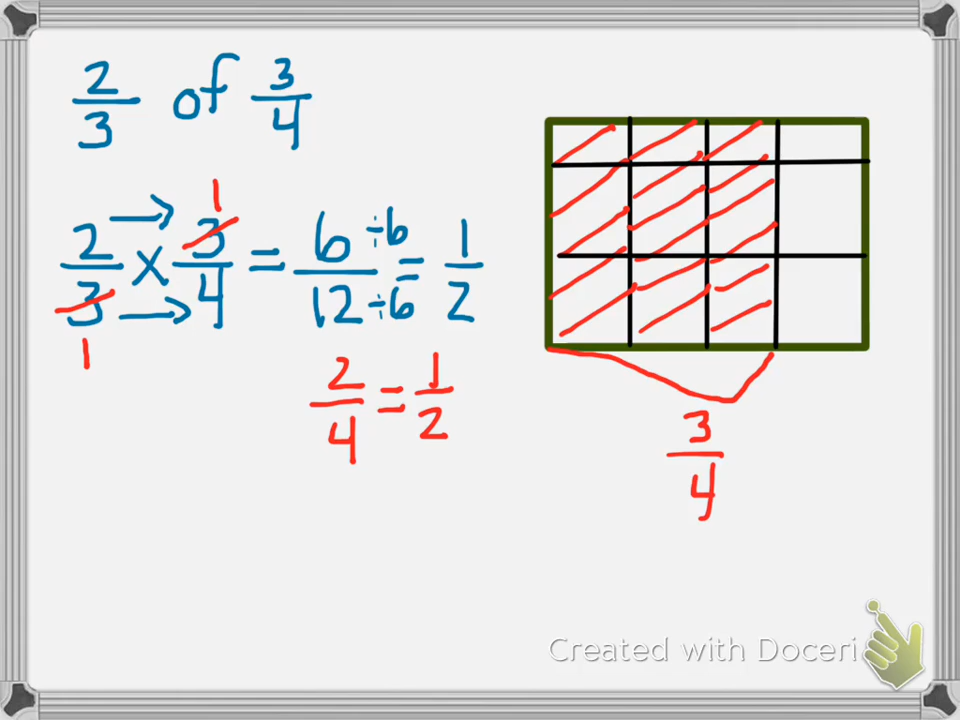 2/3 of 3/4
1
2/3 x 3/4 = 6/12 ÷6/÷6 = 1/2
1
2/4 = 1/2
3/4
Created with Doceri